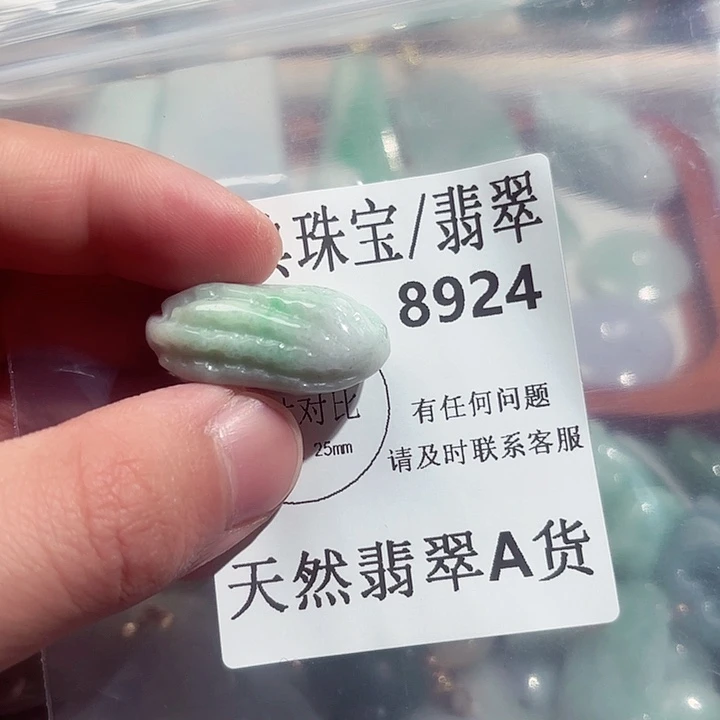 珠宝/翡翠
8924
对比
25mm
有任何问题
请及时联系客服
天然翡翠A货